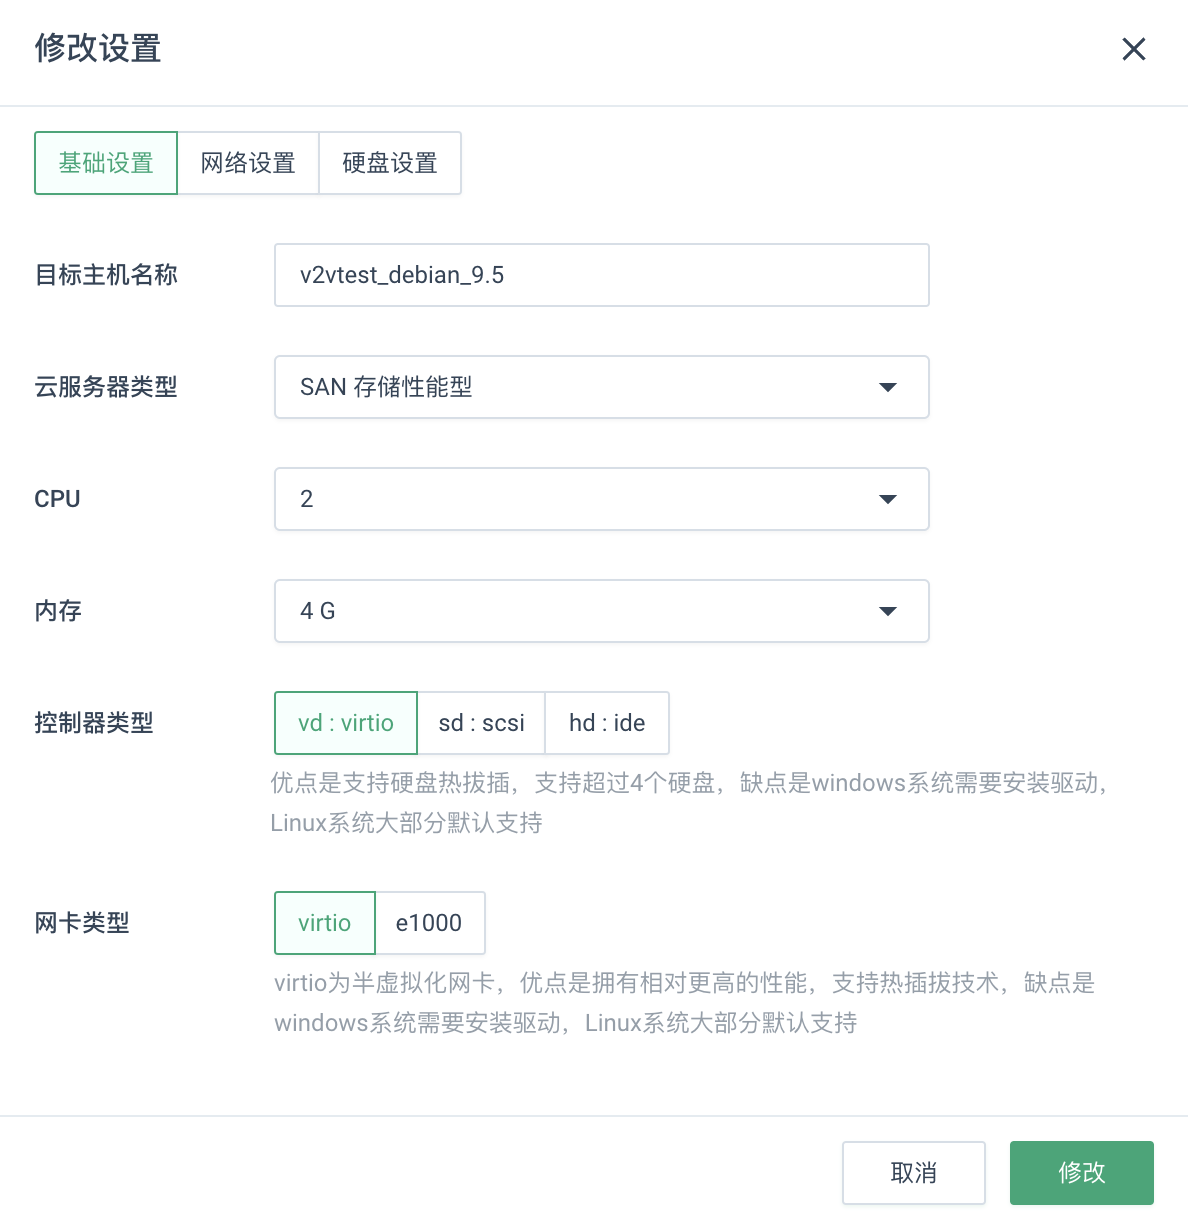 修改设置
基础设置 网络设置 硬盘设置
目标主机名称 v2vtest_debian_9.5
云服务器类型 SAN 存储性能型
CPU 2
内存 4 G
控制器类型 vd : virtio sd : scsi hd : ide
优点是支持硬盘热拔插，支持超过4个硬盘，缺点是windows系统需要安装驱动，
Linux系统大部分默认支持
网卡类型 virtio e1000
virtio为半虚拟化网卡，优点是拥有相对更高的性能，支持热插拔技术，缺点是
windows系统需要安装驱动，Linux系统大部分默认支持
取消 修改